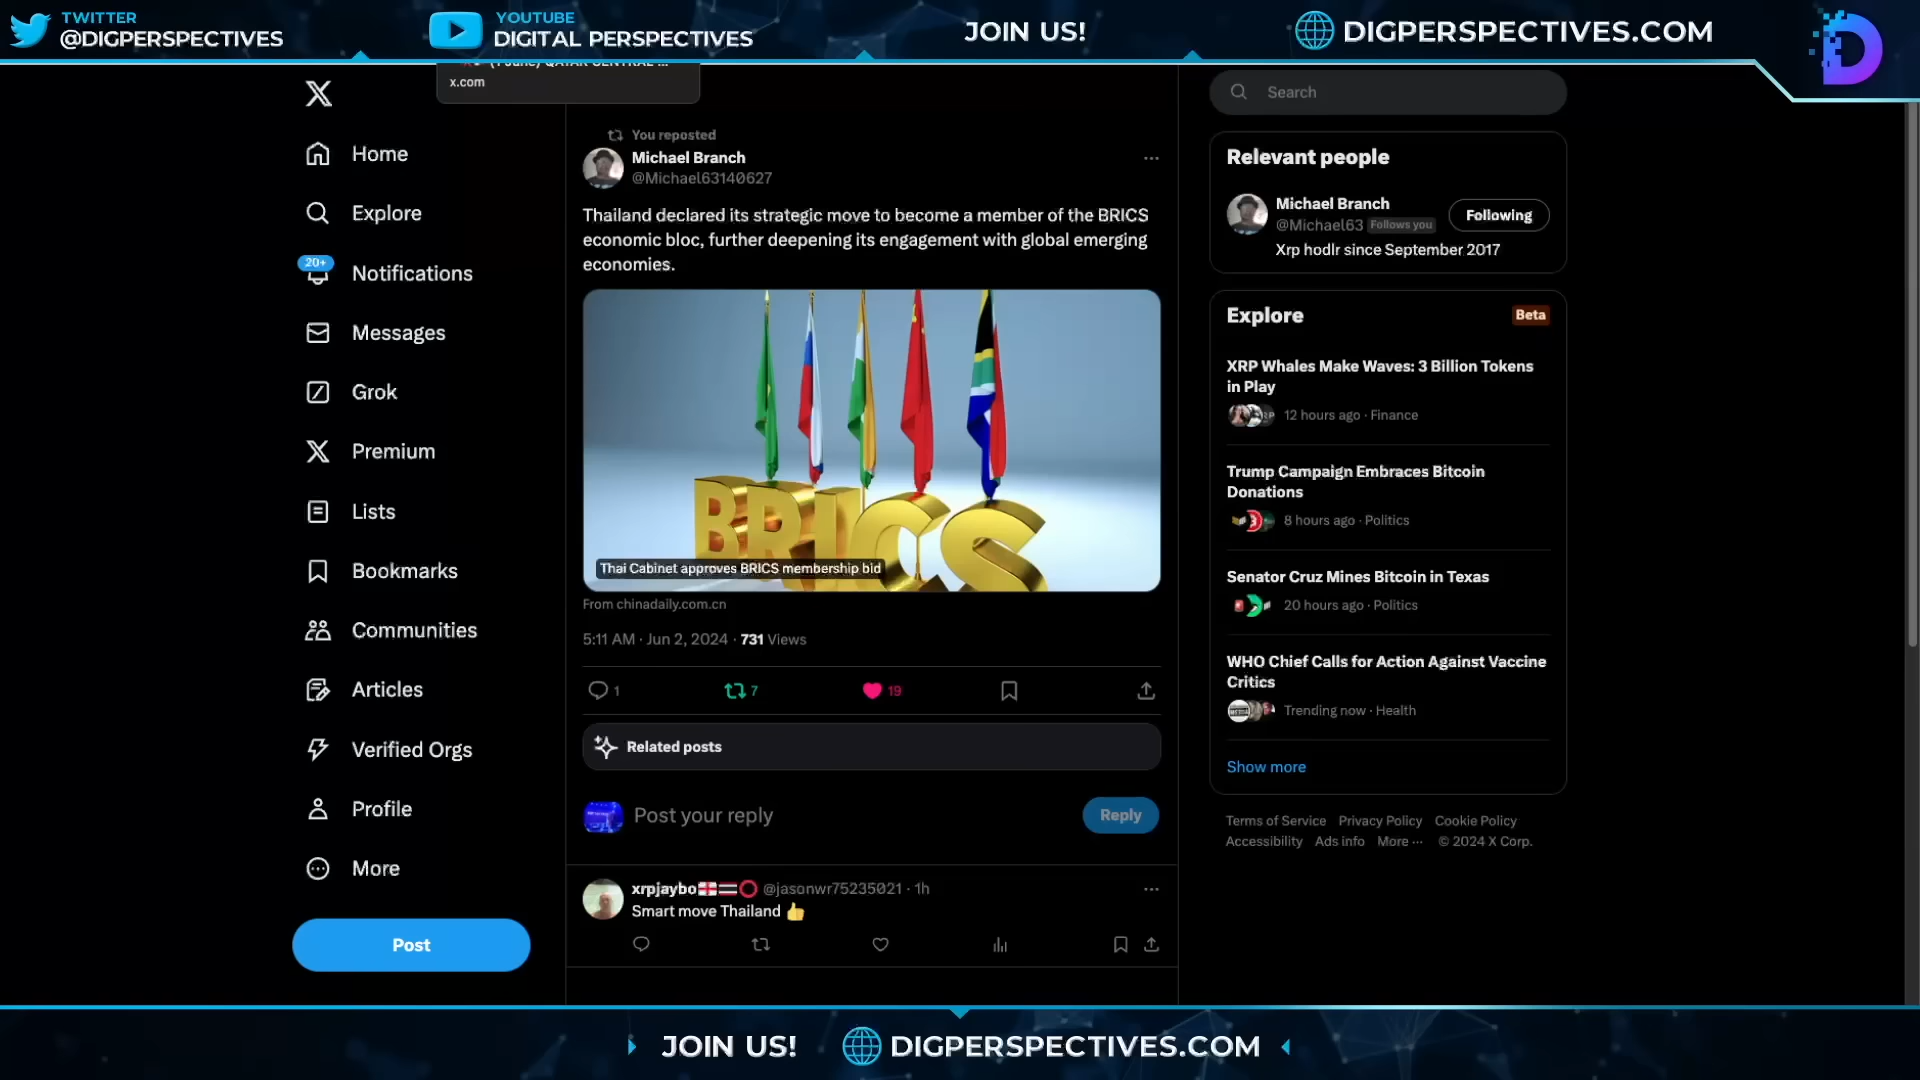 TWITTER
@DIGPERSPECTIVES
YOUTUBE
DIGITAL PERSPECTIVES
JOIN US!
DIGPERSPECTIVES.COM
x.com
Home
Explore
20+
Notifications
Messages
Grok
Premium
Lists
Bookmarks
Communities
Articles
Verified Orgs
Profile
More
Post
You reposted
Michael Branch
@Michael63140627
Thailand declared its strategic move to become a member of the BRICS
economic bloc, further deepening its engagement with global emerging
economies.
BRICS
Thai Cabinet approves BRICS membership bid
From chinadaily.com.cn
5:11 AM · Jun 2, 2024 · 731 Views
1
7
19
Related posts
Post your reply
Reply
xrpjaybo @jasonwr75235021 · 1h
Smart move Thailand 👍
Search
Relevant people
Michael Branch
@Michael63 Follows you
Following
Xrp hodlr since September 2017
Explore
Beta
XRP Whales Make Waves: 3 Billion Tokens
in Play
12 hours ago · Finance
Trump Campaign Embraces Bitcoin
Donations
8 hours ago · Politics
Senator Cruz Mines Bitcoin in Texas
20 hours ago · Politics
WHO Chief Calls for Action Against Vaccine
Critics
Trending now · Health
Show more
Terms of Service Privacy Policy Cookie Policy
Accessibility Ads info More ··· © 2024 X Corp.
JOIN US!
DIGPERSPECTIVES.COM